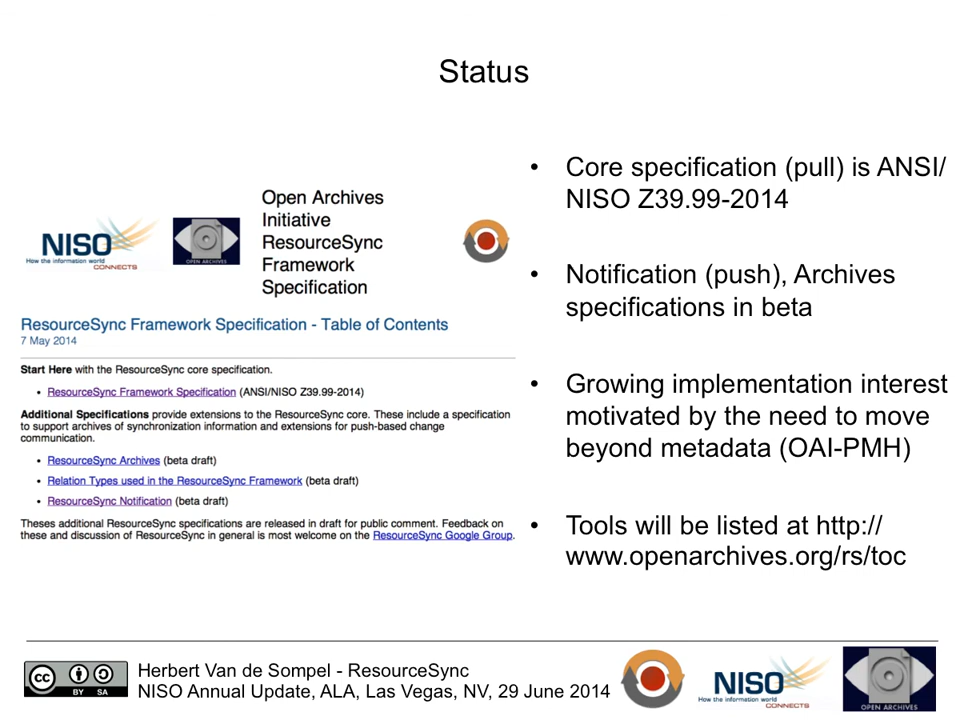 Status
NISO
How the information world
CONNECTS
OPEN ARCHIVES
Open Archives
Initiative
ResourceSync
Framework
Specification
ResourceSync Framework Specification - Table of Contents
7 May 2014
Start Here with the ResourceSync core specification.
• ResourceSync Framework Specification (ANSI/NISO Z39.99-2014)
Additional Specifications provide extensions to the ResourceSync core. These include a specification
to support archives of synchronization information and extensions for push-based change
communication.
• ResourceSync Archives (beta draft)
• Relation Types used in the ResourceSync Framework (beta draft)
• ResourceSync Notification (beta draft)
Theses additional ResourceSync specifications are released in draft for public comment. Feedback on
these and discussion of ResourceSync in general is most welcome on the ResourceSync Google Group.
• Core specification (pull) is ANSI/
NISO Z39.99-2014
• Notification (push), Archives
specifications in beta
• Growing implementation interest
motivated by the need to move
beyond metadata (OAI-PMH)
• Tools will be listed at http://
www.openarchives.org/rs/toc
cc BY SA
Herbert Van de Sompel - ResourceSync
NISO Annual Update, ALA, Las Vegas, NV, 29 June 2014
NISO
How the information world
CONNECTS
OPEN ARCHIVES